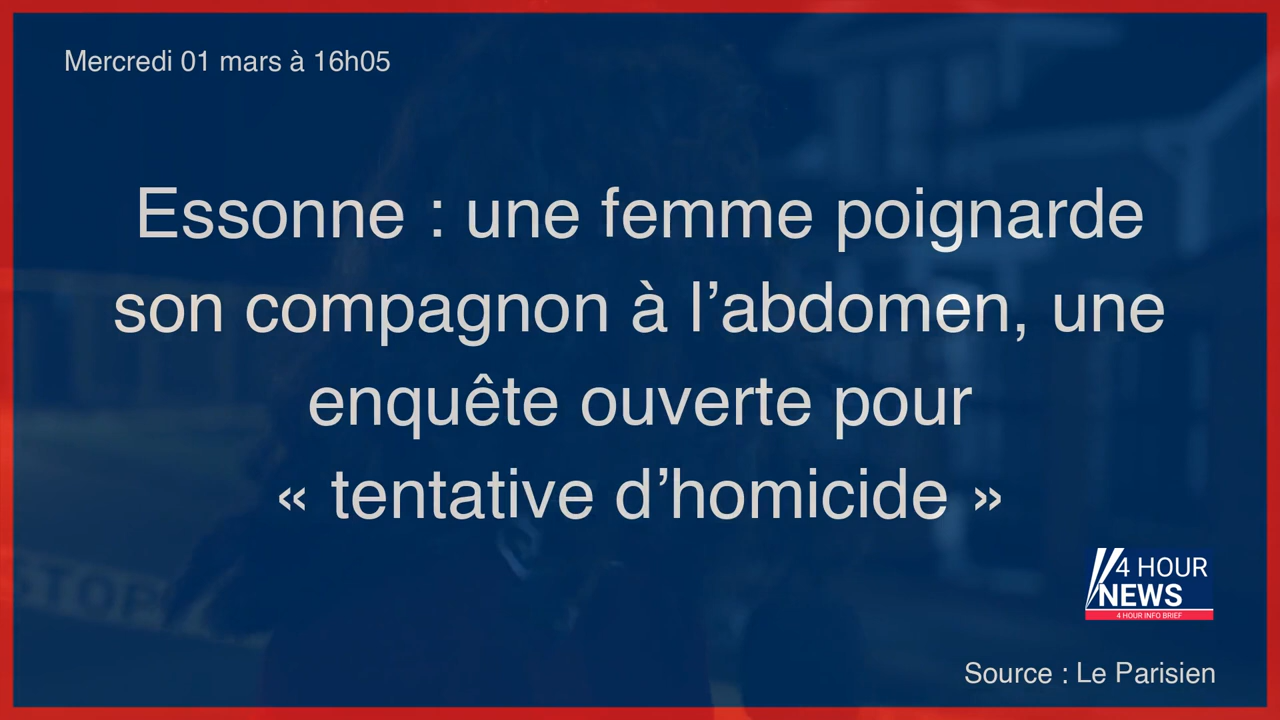 Mercredi 01 mars à 16h05
Essonne : une femme poignarde
son compagnon à l’abdomen, une
enquête ouverte pour
« tentative d’homicide »
4 HOUR
NEWS
4 HOUR INFO BRIEF
Source : Le Parisien